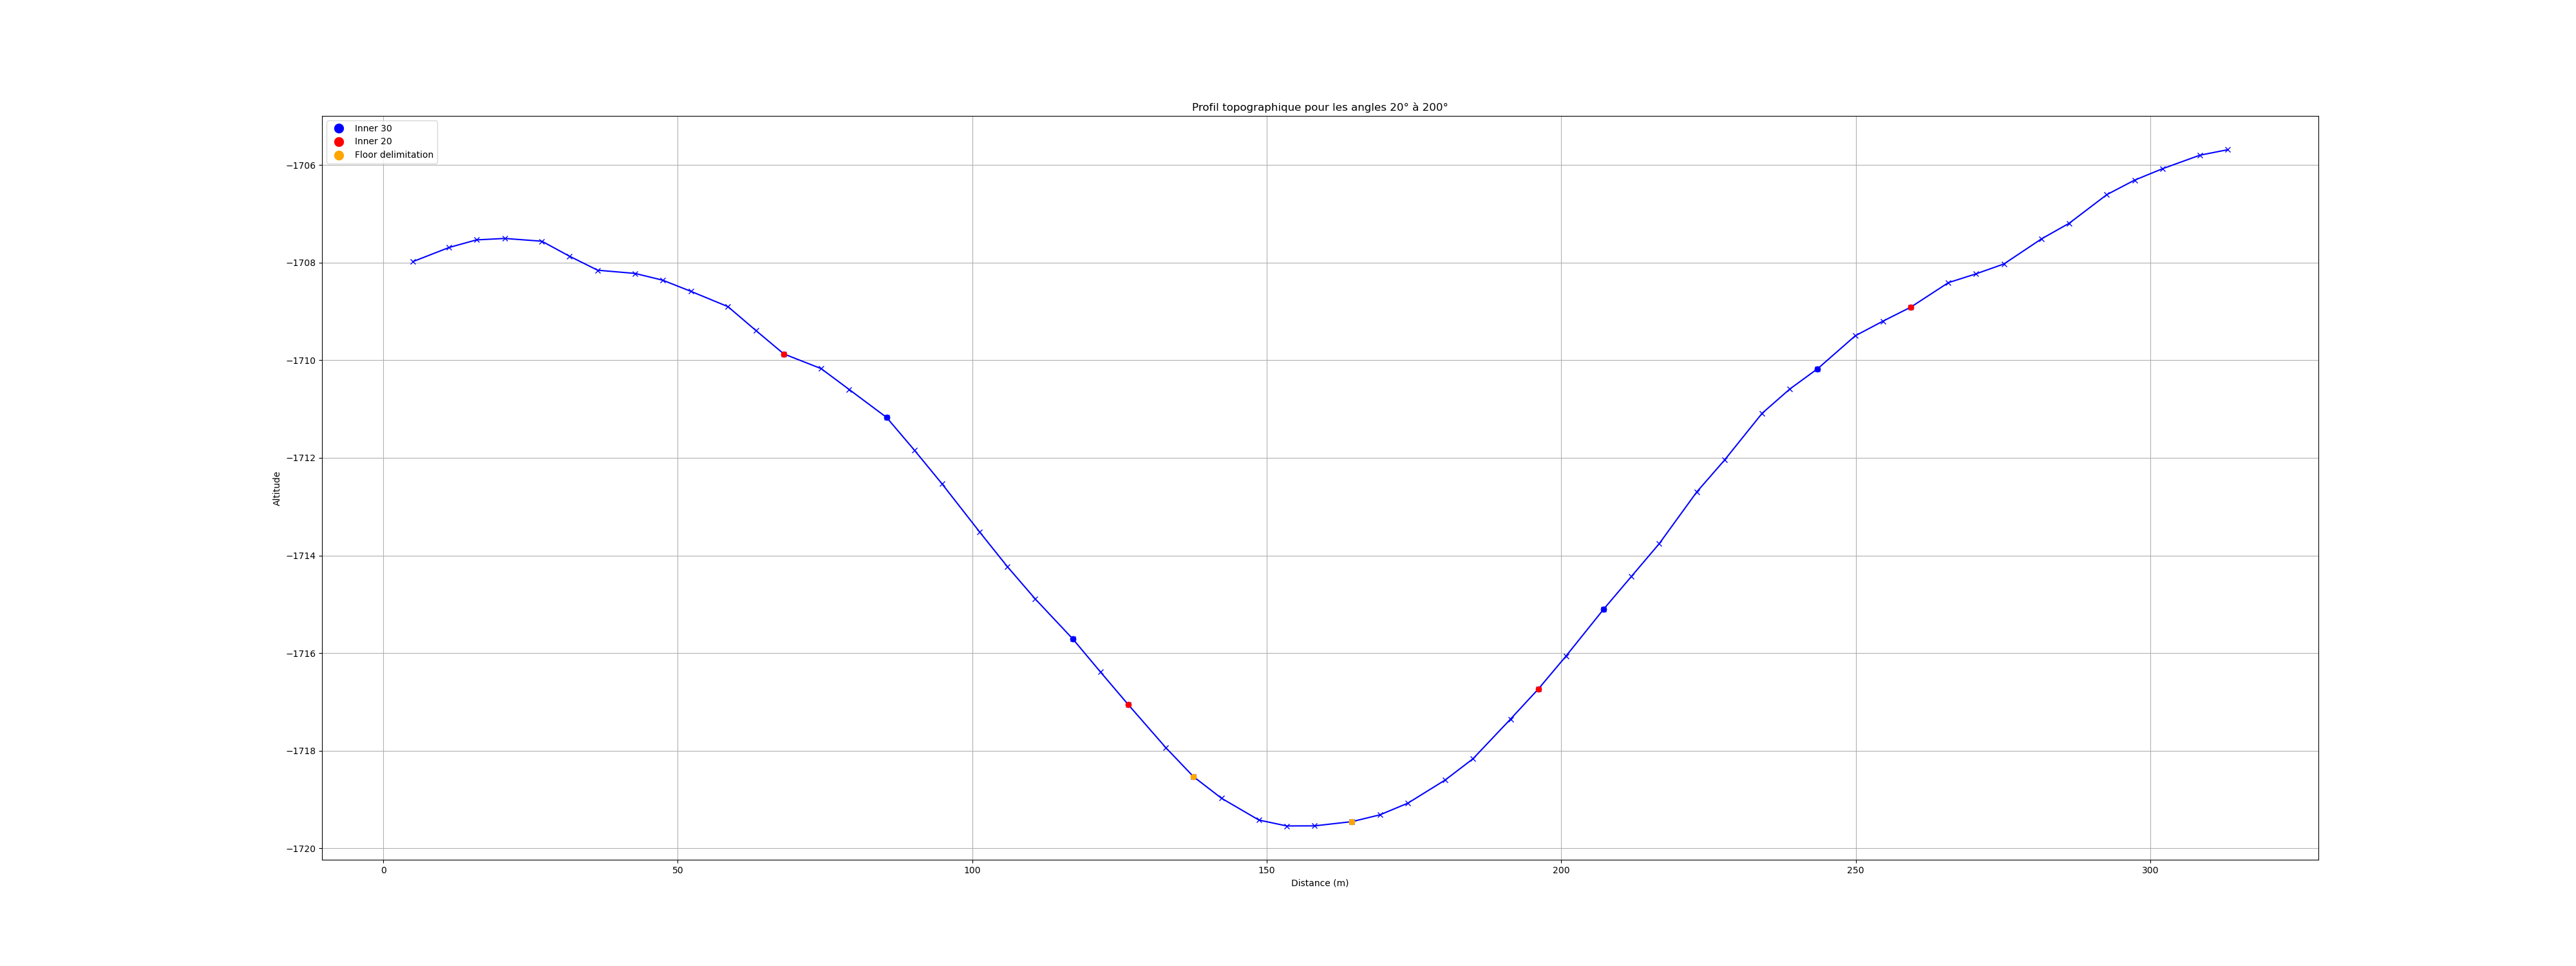 Profil topographique pour les angles 20° à 200°
Inner 30
Inner 20
Floor delimitation
−1706
−1708
−1710
−1712
−1714
−1716
−1718
−1720
Altitude
0 50 100 150 200 250 300
Distance (m)